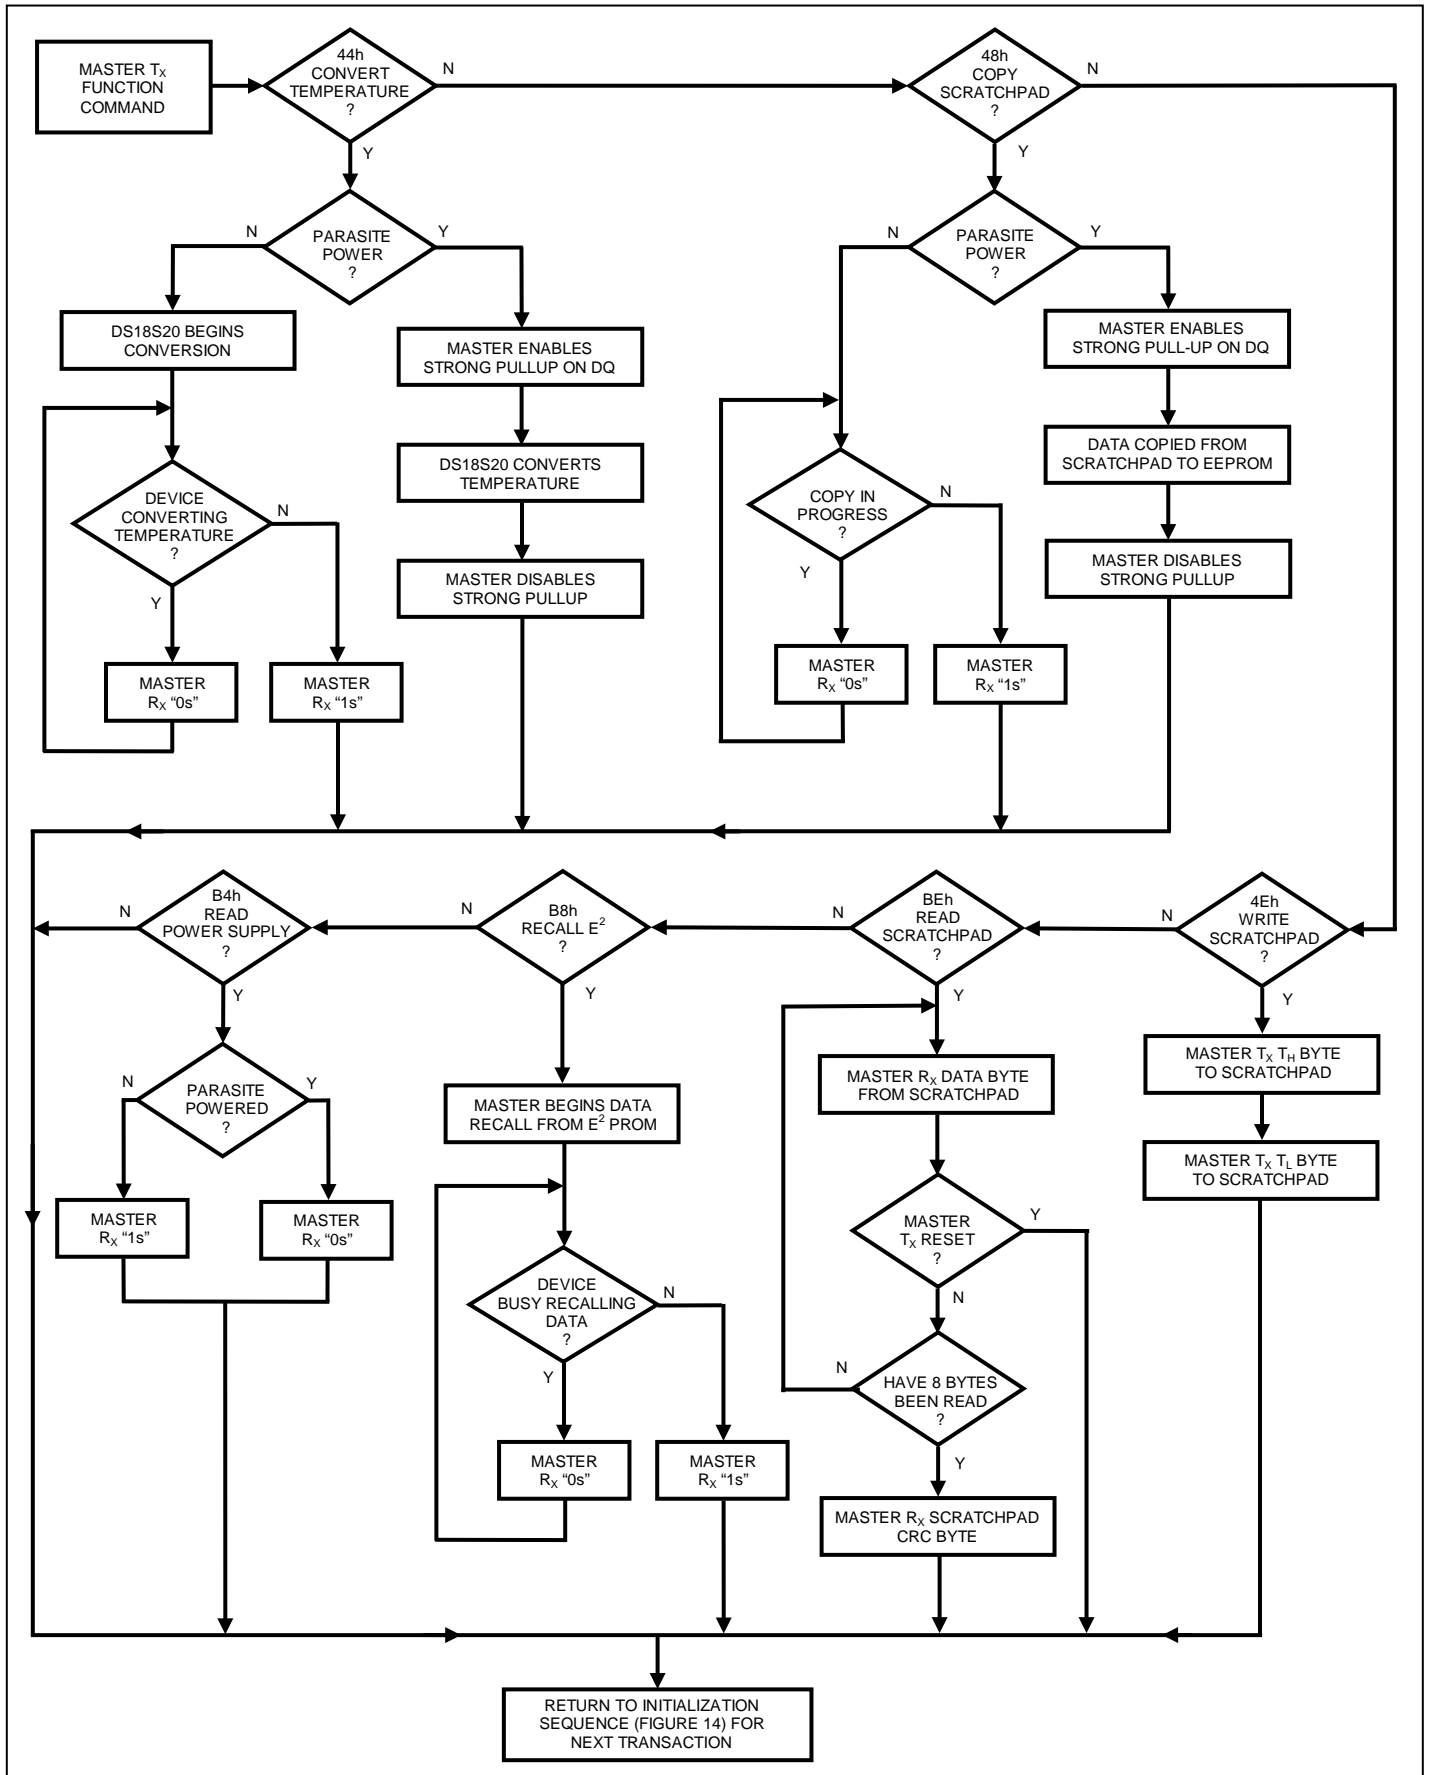 MASTER TX
FUNCTION
COMMAND
44h
CONVERT
TEMPERATURE
?
N
Y
48h
COPY
SCRATCHPAD
?
N
Y
PARASITE
POWER
?
N
Y
DS18S20 BEGINS
CONVERSION
MASTER ENABLES
STRONG PULLUP ON DQ
DS18S20 CONVERTS
TEMPERATURE
MASTER DISABLES
STRONG PULLUP
DEVICE
CONVERTING
TEMPERATURE
?
N
Y
MASTER
RX “0s”
MASTER
RX “1s”
PARASITE
POWER
?
N
Y
MASTER ENABLES
STRONG PULL-UP ON DQ
DATA COPIED FROM
SCRATCHPAD TO EEPROM
MASTER DISABLES
STRONG PULLUP
COPY IN
PROGRESS
?
N
Y
MASTER
RX “0s”
MASTER
RX “1s”
B4h
READ
POWER SUPPLY
?
N
Y
PARASITE
POWERED
?
N
Y
MASTER
RX “1s”
MASTER
RX “0s”
B8h
RECALL E2
?
N
Y
MASTER BEGINS DATA
RECALL FROM E2 PROM
DEVICE
BUSY RECALLING
DATA
?
N
Y
MASTER
RX “0s”
MASTER
RX “1s”
BEh
READ
SCRATCHPAD
?
N
Y
MASTER RX DATA BYTE
FROM SCRATCHPAD
MASTER
TX RESET
?
Y
N
HAVE 8 BYTES
BEEN READ
?
N
Y
MASTER RX SCRATCHPAD
CRC BYTE
4Eh
WRITE
SCRATCHPAD
?
N
Y
MASTER TX TH BYTE
TO SCRATCHPAD
MASTER TX TL BYTE
TO SCRATCHPAD
RETURN TO INITIALIZATION
SEQUENCE (FIGURE 14) FOR
NEXT TRANSACTION